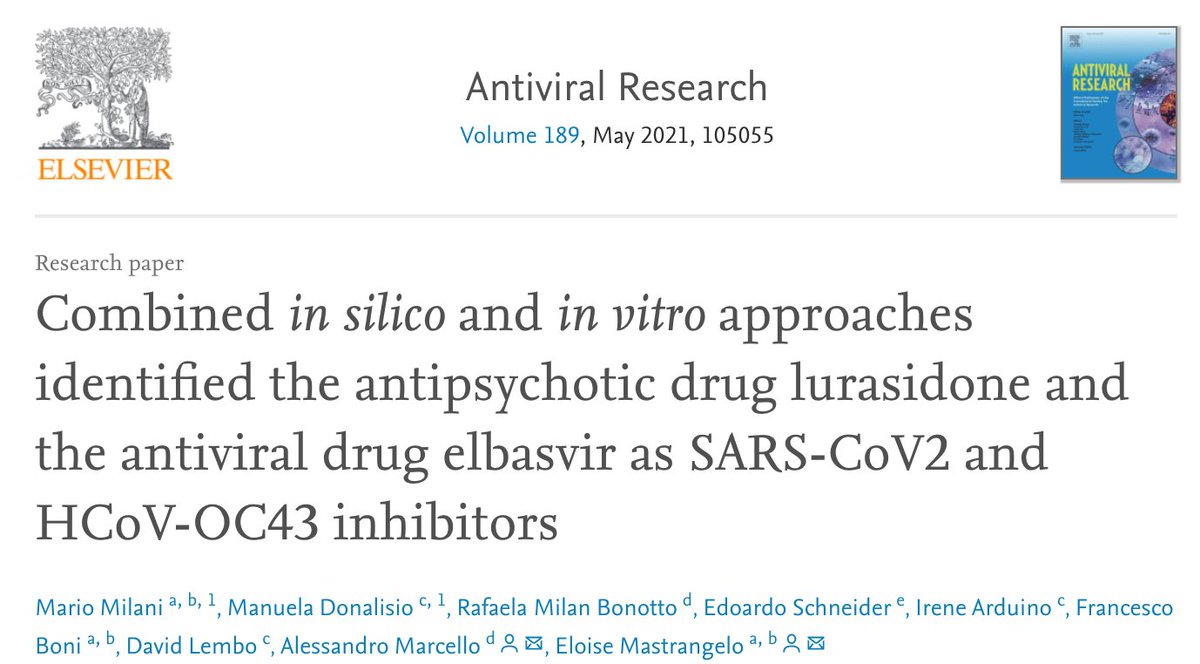 ELSEVIER
Antiviral Research
Volume 189, May 2021, 105055
ANTIVIRAL
RESEARCH
Research paper
Combined in silico and in vitro approaches
identified the antipsychotic drug lurasidone and
the antiviral drug elbasvir as SARS-CoV2 and
HCoV-OC43 inhibitors
Mario Milani a, b, 1, Manuela Donalisio c, 1, Rafaela Milan Bonotto d, Edoardo Schneider e, Irene Arduino c, Francesco
Boni a, b, David Lembo c, Alessandro Marcello d, Eloise Mastrangelo a, b